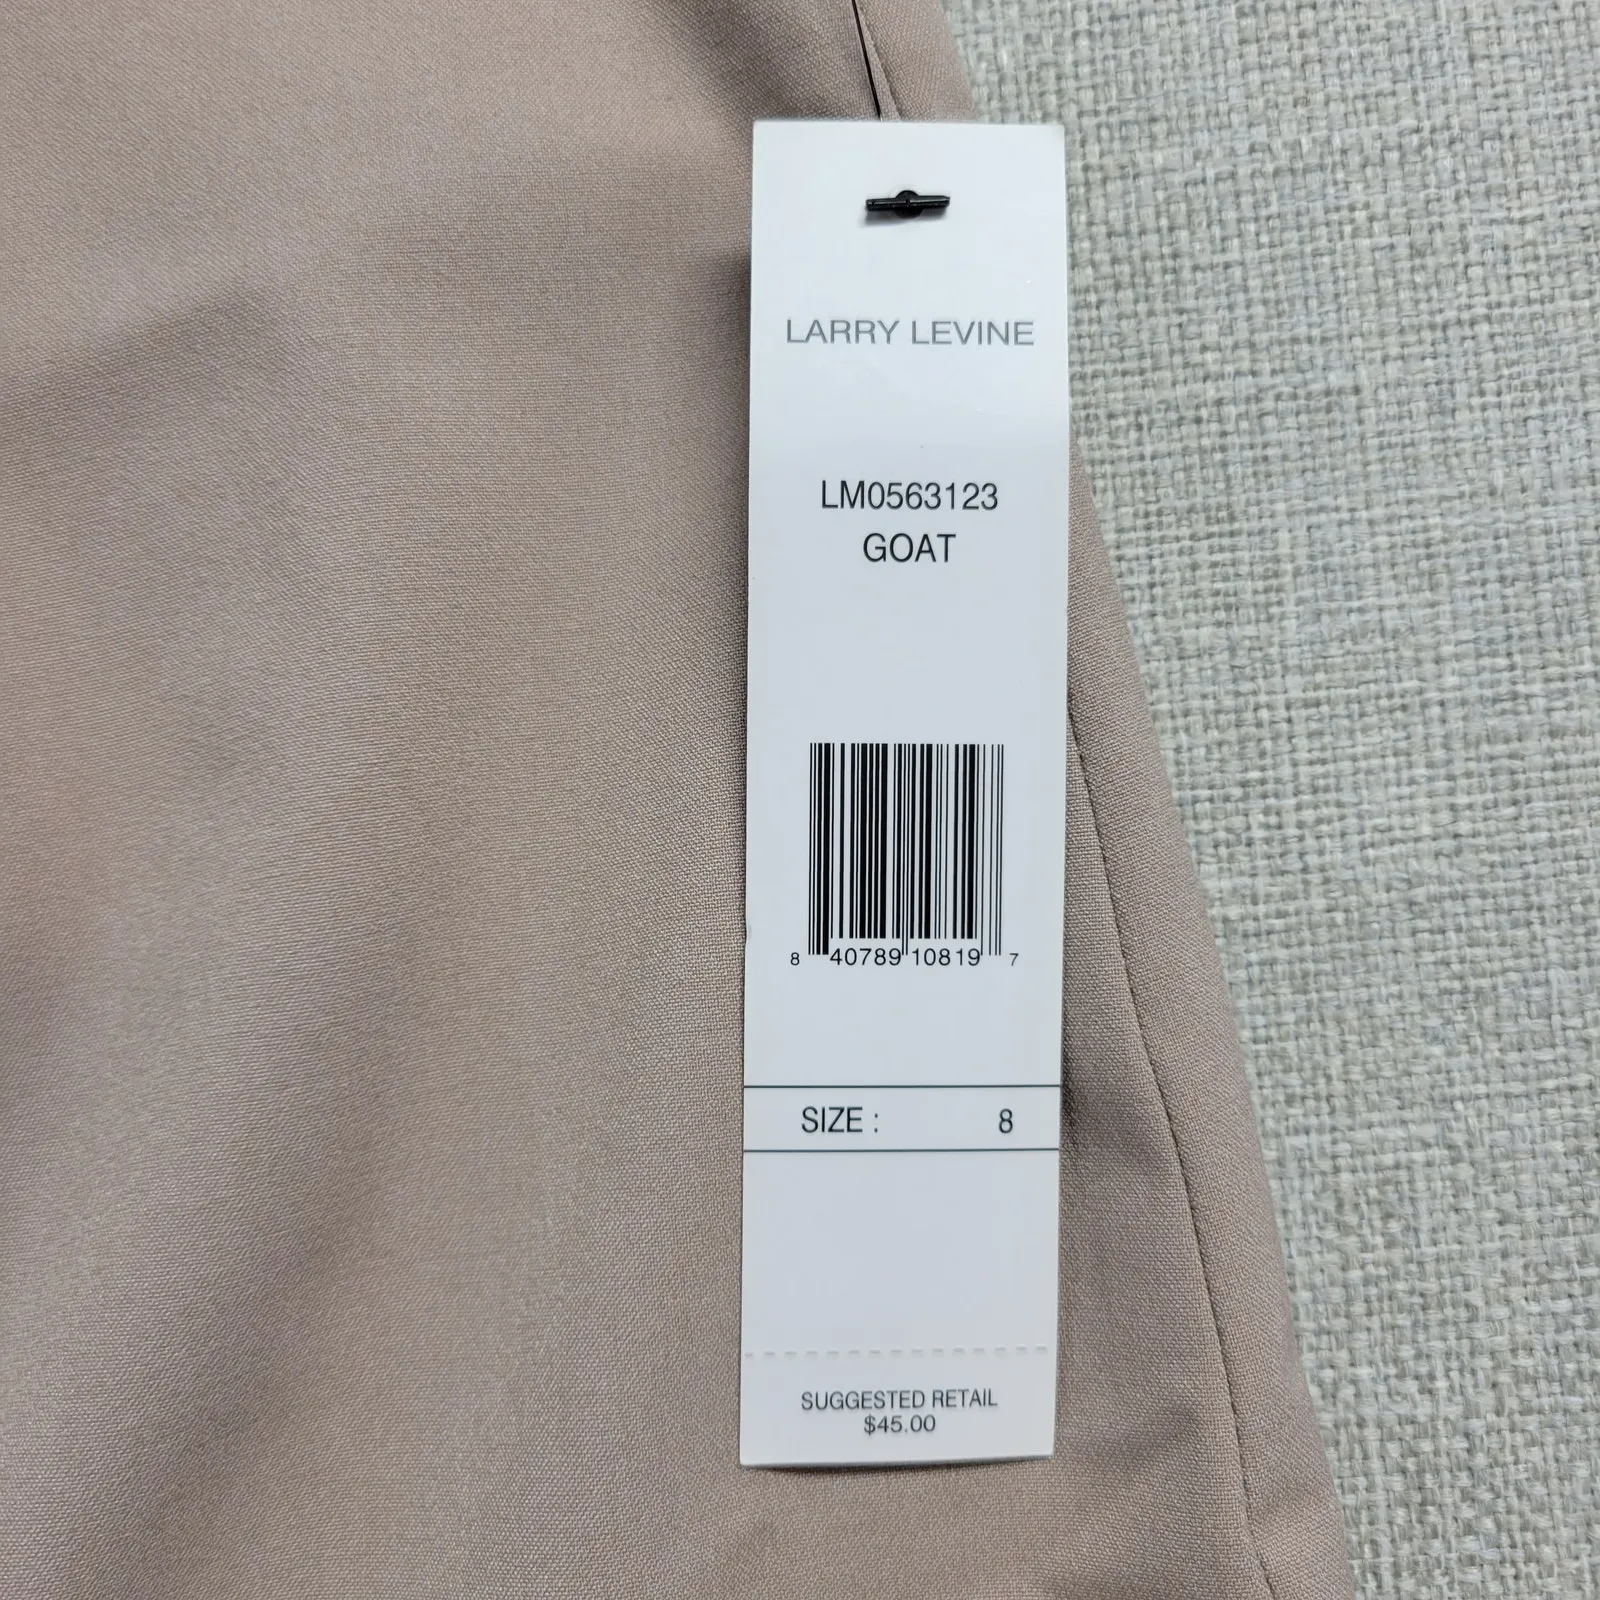 LARRY LEVINE
LM0563123
GOAT
8 40789 10819 7
SIZE : 8
SUGGESTED RETAIL
$45.00